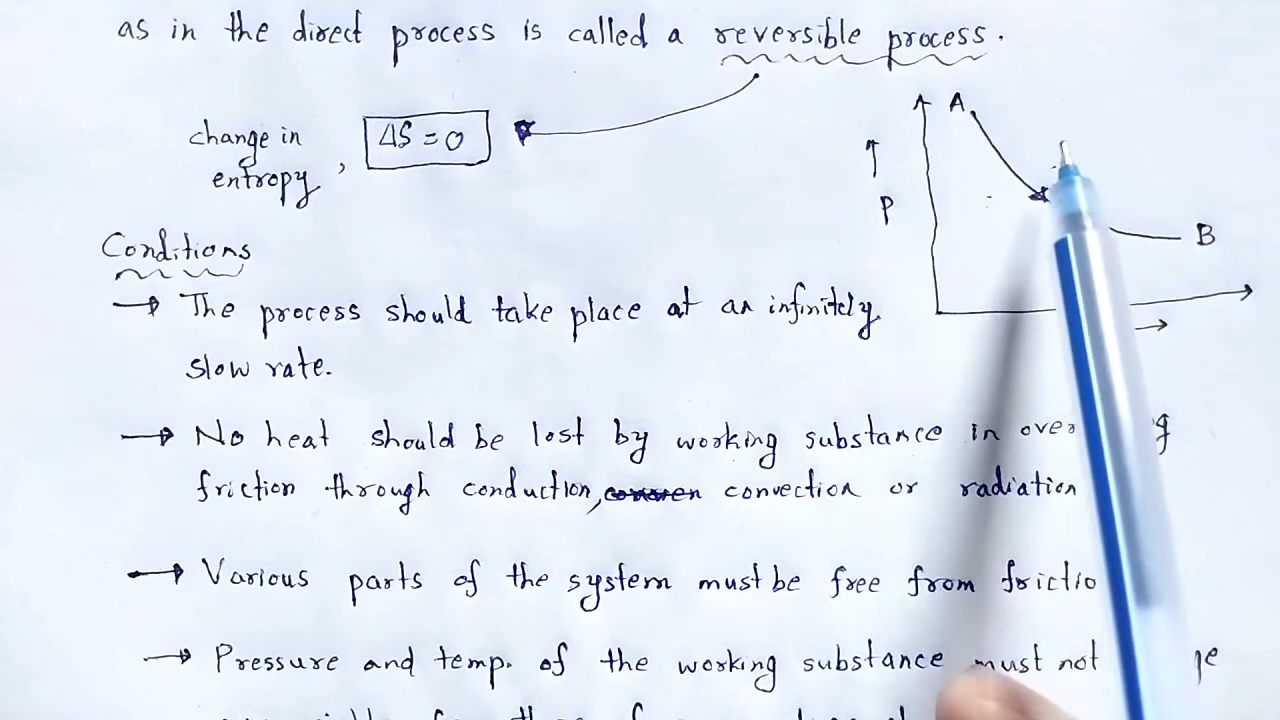 as in the direct process is called a reversible process.
change in
entropy, ΔS = 0
A
P
B
Conditions
→ The process should take place at an infinitely
slow rate.
→ No heat should be lost by working substance in
friction through conduction, convection or radiation
→ Various parts of the system must be free from
→ Pressure and temp. of the working substance must not